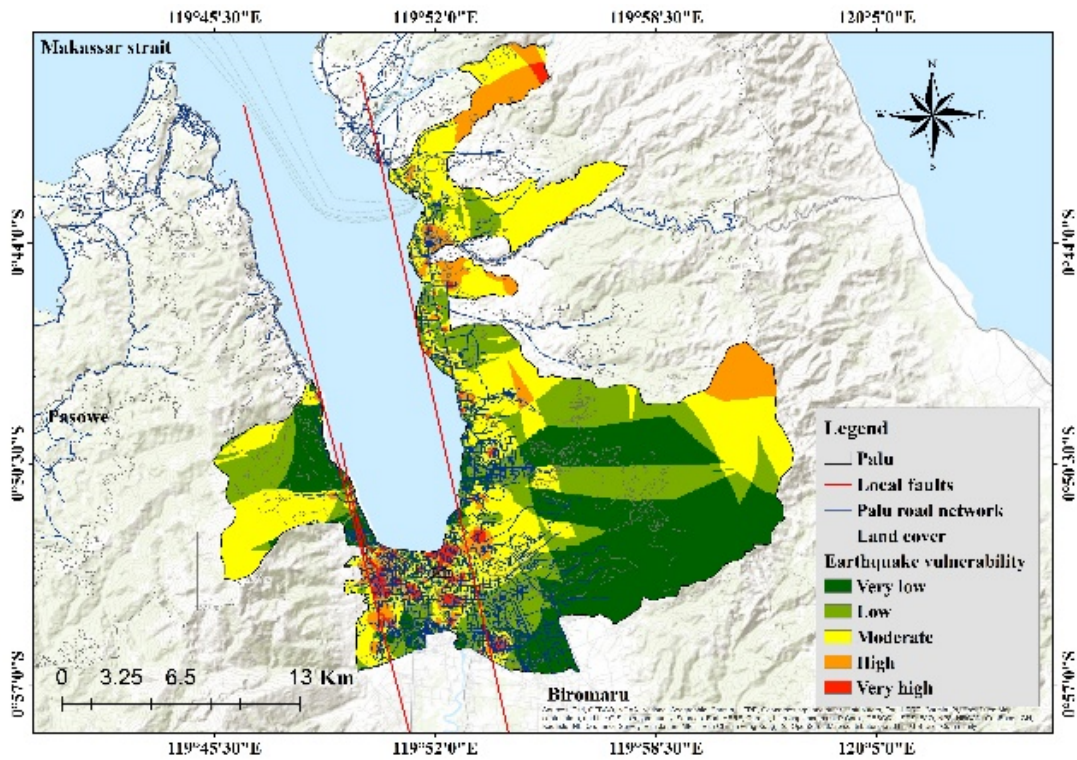 119°45'30"E 119°52'0"E 119°58'30"E 120°5'0"E
Makassar strait
N
W E
S
0°44'0"S 0°44'0"S
Pasowe
0°50'30"S 0°50'30"S
Legend
Palu
Local faults
Palu road network
Land cover
Earthquake vulnerability
Very low
Low
Moderate
High
Very high
0 3.25 6.5 13 Km
Biromaru
0°57'0"S 0°57'0"S
119°45'30"E 119°52'0"E 119°58'30"E 120°5'0"E